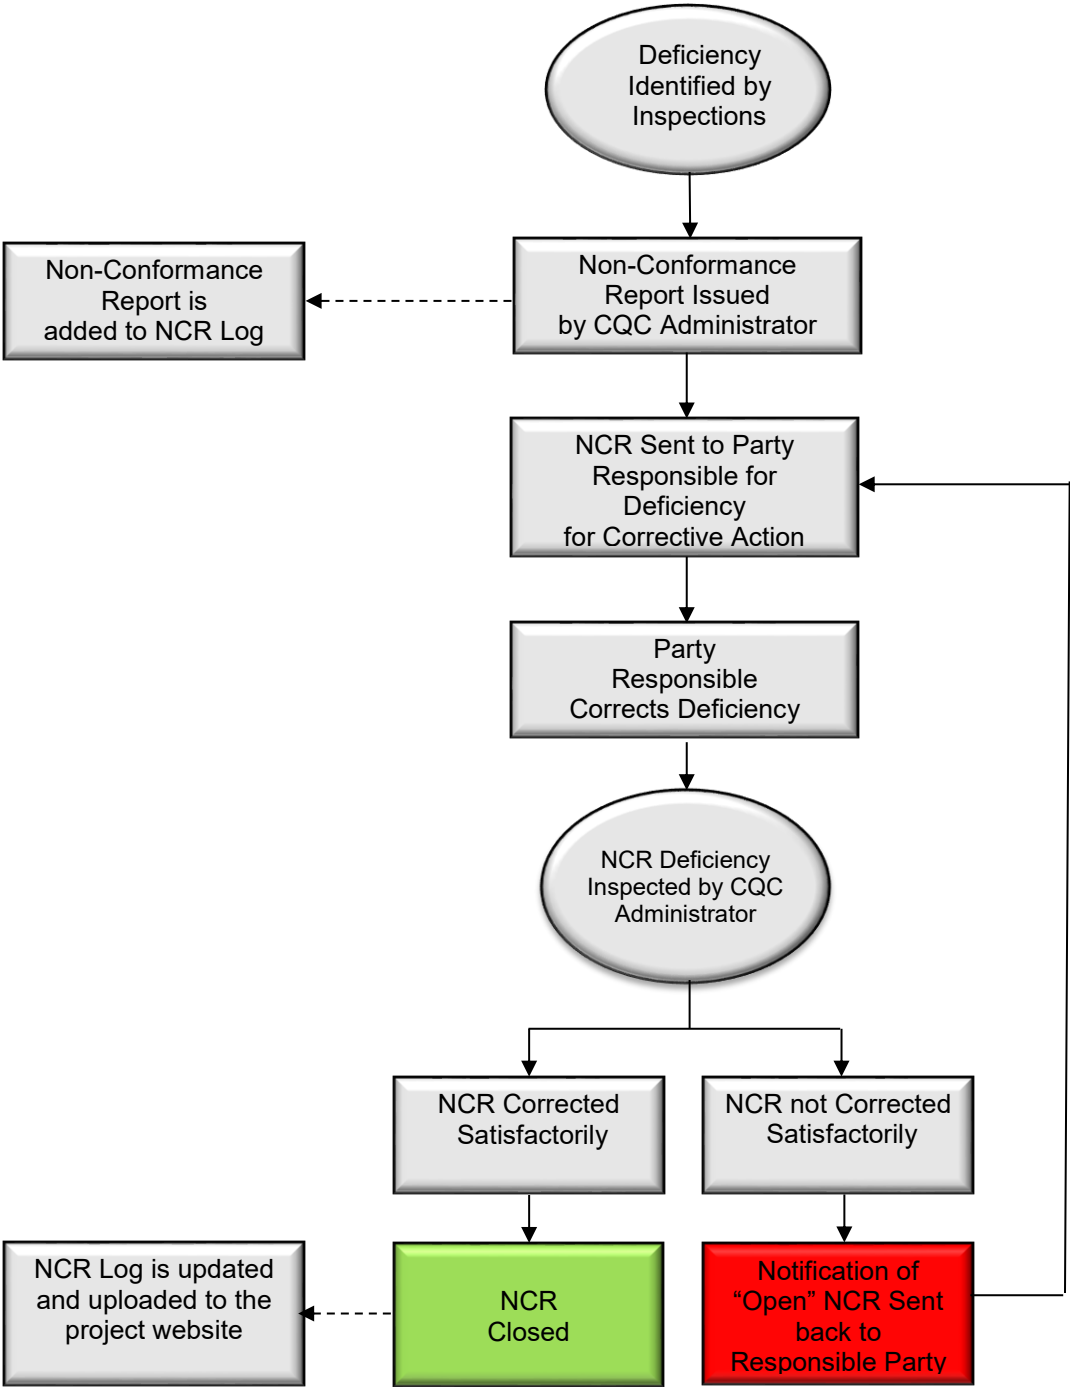 Deficiency
Identified by
Inspections
Non-Conformance
Report is
added to NCR Log
Non-Conformance
Report Issued
by CQC Administrator
NCR Sent to Party
Responsible for
Deficiency
for Corrective Action
Party
Responsible
Corrects Deficiency
NCR Deficiency
Inspected by CQC
Administrator
NCR Corrected
Satisfactorily
NCR not Corrected
Satisfactorily
NCR Log is updated
and uploaded to the
project website
NCR
Closed
Notification of
“Open” NCR Sent
back to
Responsible Party